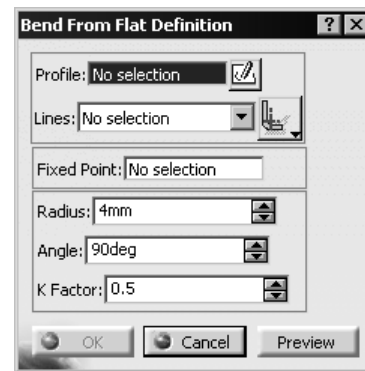 Bend From Flat Definition ? X
Profile: No selection
Lines: No selection
Fixed Point: No selection
Radius: 4mm
Angle: 90deg
K Factor: 0.5
OK Cancel Preview